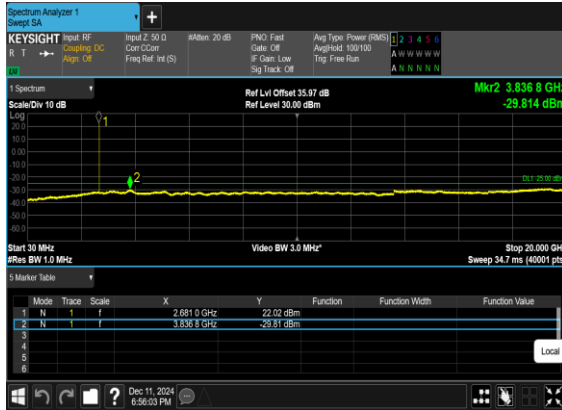 Spectrum Analyzer 1
Swept SA
+
KEYSIGHT Input: RF Input Z: 50 Ω #Atten: 20 dB PNO: Fast Avg Type: Power (RMS) 1 2 3 4 5 6
R T Coupling: DC Corr CCorr Gate: Off Avg|Hold: 100/100 A W W W W W
Align: Off Freq Ref: Int (S) IF Gain: Low Trig: Free Run
LU Sig Track: Off A N N N N N
1 Spectrum Ref Lvl Offset 35.97 dB Mkr2 3.836 8 GHz
Scale/Div 10 dB Ref Level 30.00 dBm -29.814 dBm
Log
20.0
10.0
0.00
-10.0
-20.0
-30.0
-40.0
-50.0
-60.0
1
2
DL1 -25.00 dBm
Start 30 MHz Video BW 3.0 MHz* Stop 20.000 GHz
#Res BW 1.0 MHz Sweep 34.7 ms (40001 pts)
5 Marker Table
Mode Trace Scale X Y Function Function Width Function Value
1 N 1 f 2.681 0 GHz 22.02 dBm
2 N 1 f 3.836 8 GHz -29.81 dBm
3
4
5
6
Local
? Dec 11, 2024
6:56:03 PM